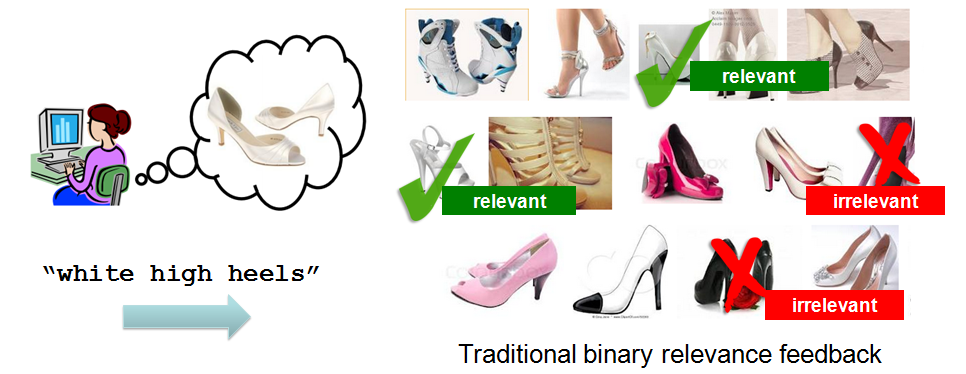 relevant
relevant
irrelevant
“white high heels”
irrelevant
Traditional binary relevance feedback